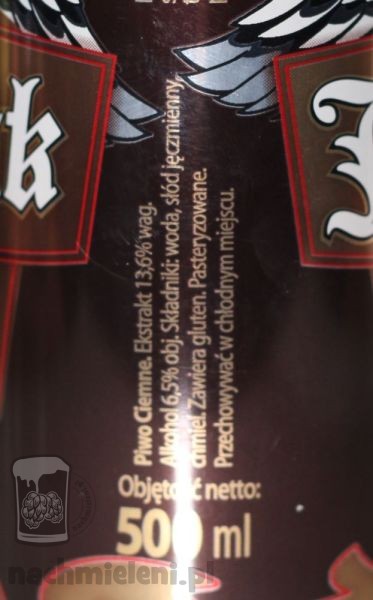 k
Piwo Ciemne. Ekstrakt 13,6% wag.
Alkohol 6,5% obj. Składniki: woda, słód jęczmienny,
chmiel. Zawiera gluten. Pasteryzowane.
Przechowywać w chłodnym miejscu.
Objętość netto:
500 ml
nachmieleni.pl